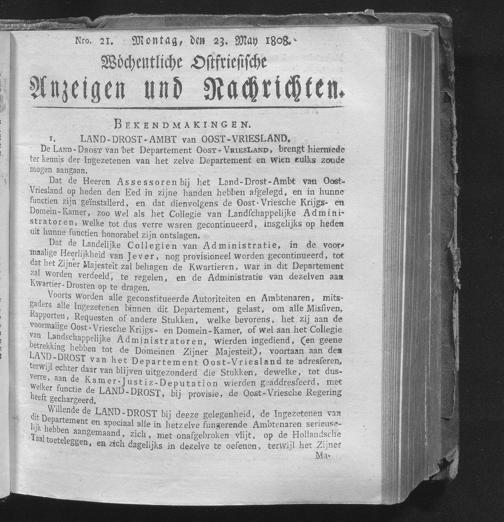 Nro. 21. Montag, den 23. May 1808.
Wöchentliche Ostfriesische
Anzeigen und Nachrichten.
BEKENDMAKINGEN.
1. LAND-DROST-AMBT van OOST-VRIESLAND.
De LAND-DROST van het Departement OOST-VRIESLAND, brengt hiermede
ter kennis der Ingezetenen van het zelve Departement en wien zulks zoude
mogen aangaan.
Dat de Heeren Assessoren bij het Land-Drost-Ambt van Oost-
Vriesland op heden den Eed in zijne handen hebben afgelegd, en in hunne
functien zijn geinstallerd, en dat dienvolgens de Oost-Vriesche Krijgs- en
Domein-Kamer, zoo wel als het Collegie van Landschappelijke Admini-
stratoren, welke tot dus verre waren gecontinueerd, insgelijks op heden
uit hunne functien honorabel zijn ontslagen.
Dat de Landelijke Collegien van Administratie, in de voor-
maalige Heerlijkheid van Jever, nog provisioneel worden gecontinueerd, tot
dat het Zijner Majesteit zal behagen de Kwartieren, war in dit Departement
zal worden verdeeld, te regelen, en de Administratie van dezelven aan
Kwartier-Drosten op te dragen.
Voorts worden alle geconstitueerde Autoriteiten en Ambtenaren, mits-
gaders alle Ingezetenen binnen dit Departement, gelast, om alle Missiven,
Rapporten, Requesten of andere Stukken, welke bevorens, het zij aan de
voormalige Oost-Vriesche Krijgs- en Domein-Kamer, of wel aan het Collegie
van Landschappelijke Administratoren, wierden ingediend, (en geene
betrekking hebben tot de Domeinen Zijner Majesteit), voortaan aan den
LAND-DROST van het Departement Oost-Vriesland te adresseren,
terwijl echter daar van blijven uitgezonderd die Stukken, dewelke, tot dus-
verre, aan de Kamer-Justiz-Deputation wierden geaddresseerd, met
welker functie de LAND-DROST, bij provisie, de Oost-Vriesche Regering
heeft gechargeerd.
Willende de LAND-DROST bij deeze gelegenheid, de Ingezetenen van
dit Departement en speciaal alle in hetzelve fungerende Ambtenaren serieuse-
lijk hebben aangemaand, zich, met onafgebroken vlijt, op de Hollandsche
Taal toeteleggen, en zich dagelijks in dezelve te oefenen, terwijl het Zijner
Ma-